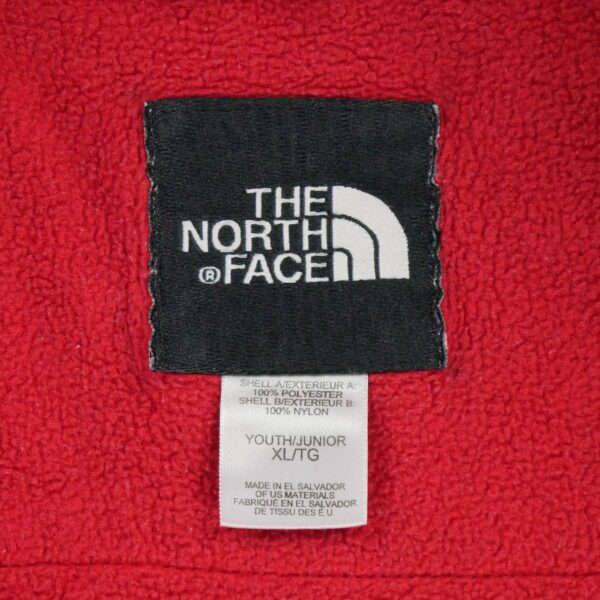 THE
NORTH
®FACE
SHELL A/EXTERIEUR A:
100% POLYESTER
SHELL B/EXTERIEUR B:
100% NYLON
YOUTH/JUNIOR
XL/TG
MADE IN EL SALVADOR
OF US MATERIALS
FABRIQUÉ EN EL SALVADOR
DE TISSU DES É.U.